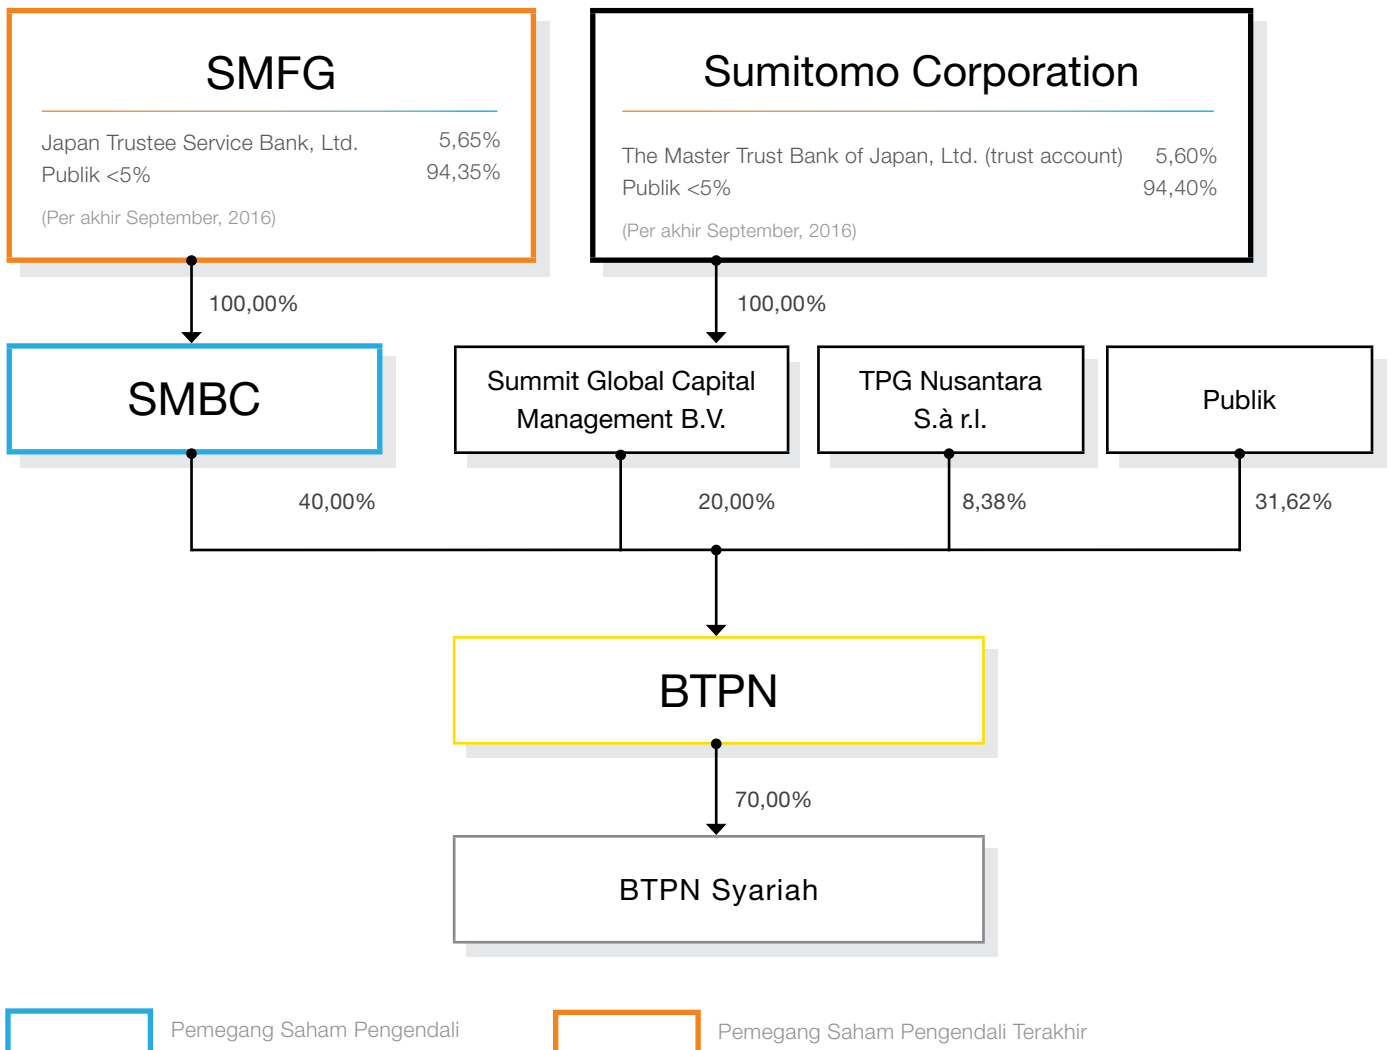 SMFG
Japan Trustee Service Bank, Ltd. 5,65%
Publik <5% 94,35%
(Per akhir September, 2016)
Sumitomo Corporation
The Master Trust Bank of Japan, Ltd. (trust account) 5,60%
Publik <5% 94,40%
(Per akhir September, 2016)
100,00%
100,00%
SMBC
Summit Global Capital
Management B.V.
TPG Nusantara
S.à r.l.
Publik
40,00%
20,00%
8,38%
31,62%
BTPN
70,00%
BTPN Syariah
Pemegang Saham Pengendali
Pemegang Saham Pengendali Terakhir